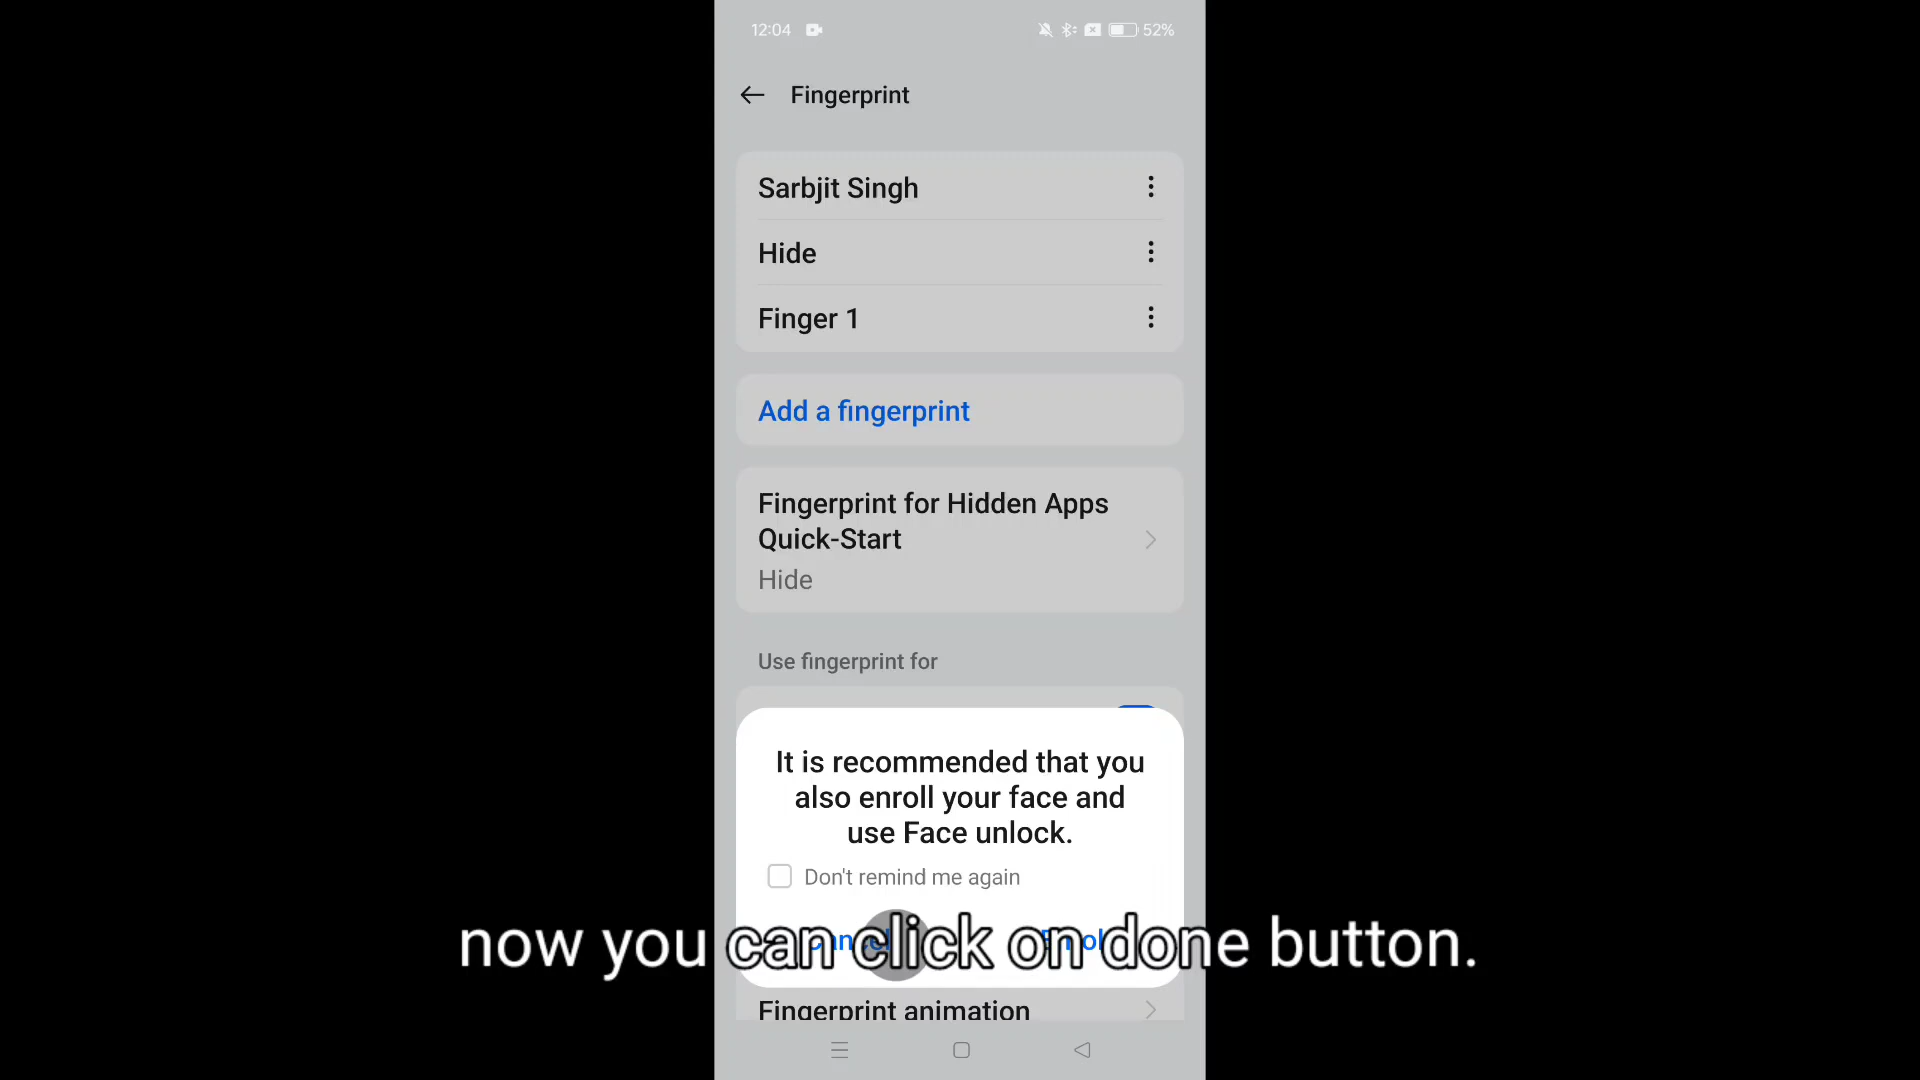 12:04
52%
Fingerprint
Sarbjit Singh
Hide
Finger 1
Add a fingerprint
Fingerprint for Hidden Apps
Quick-Start
Hide
Use fingerprint for
It is recommended that you
also enroll your face and
use Face unlock.
Don't remind me again
Cancel
Enroll
now you can click on done button.
Fingerprint animation